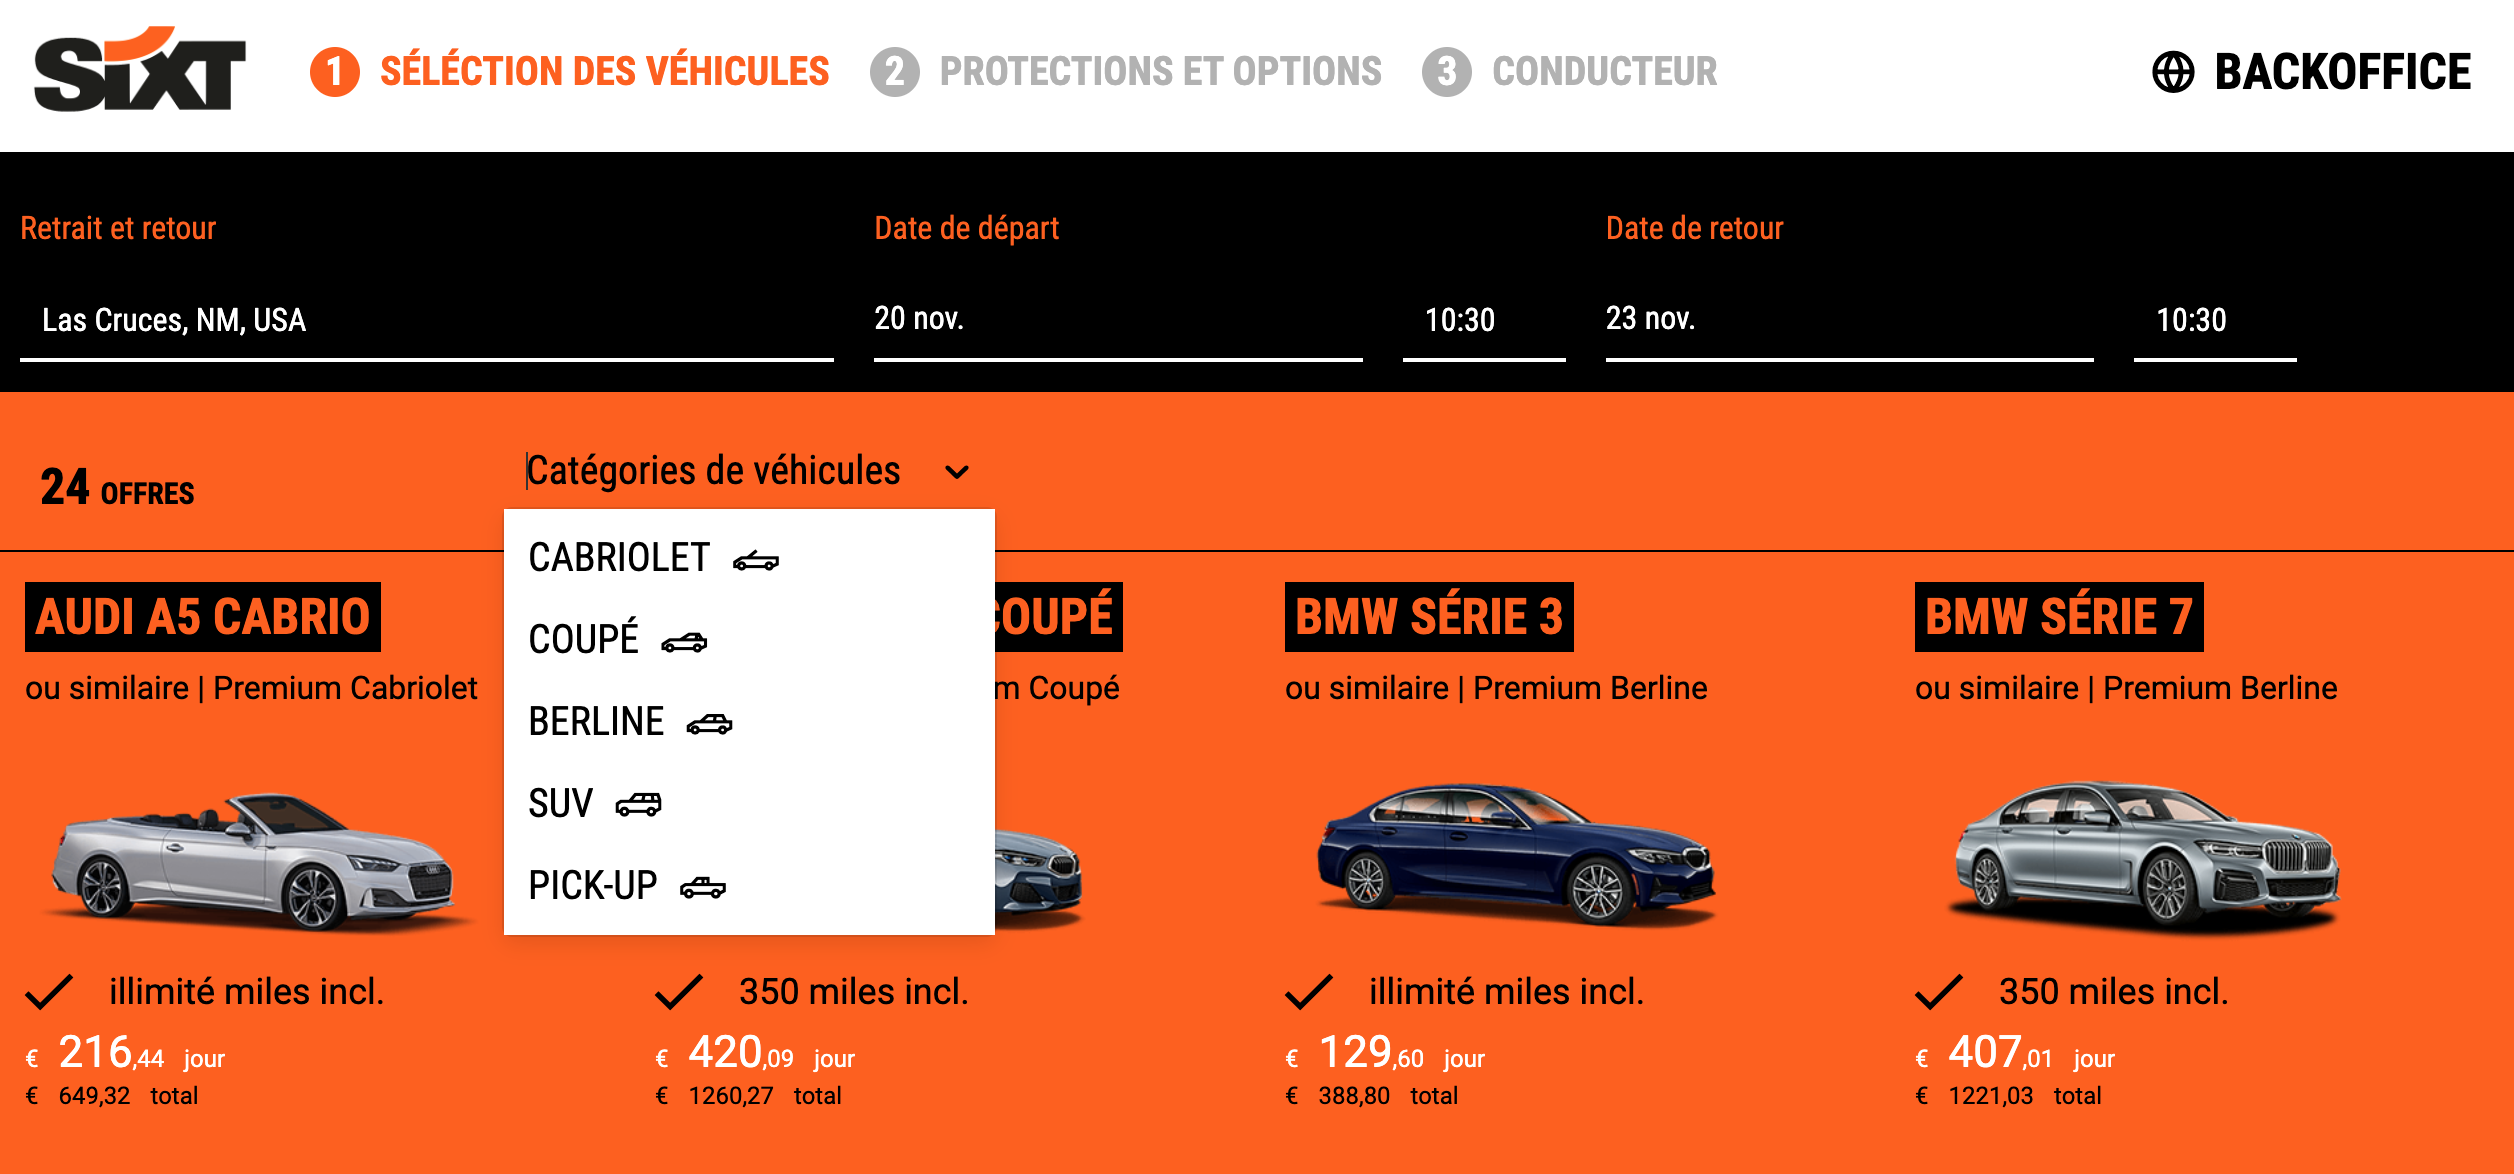 SIXT
1 SÉLÉCTION DES VÉHICULES 2 PROTECTIONS ET OPTIONS 3 CONDUCTEUR
BACKOFFICE
Retrait et retour
Las Cruces, NM, USA
Date de départ
20 nov. 10:30
Date de retour
23 nov. 10:30
24 OFFRES
Catégories de véhicules
CABRIOLET
COUPÉ
BERLINE
SUV
PICK-UP
AUDI A5 CABRIO
ou similaire | Premium Cabriolet
illimité miles incl.
€ 216,44 jour
€ 649,32 total
COUPÉ
Coupé
350 miles incl.
€ 420,09 jour
€ 1260,27 total
BMW SÉRIE 3
ou similaire | Premium Berline
illimité miles incl.
€ 129,60 jour
€ 388,80 total
BMW SÉRIE 7
ou similaire | Premium Berline
350 miles incl.
€ 407,01 jour
€ 1221,03 total